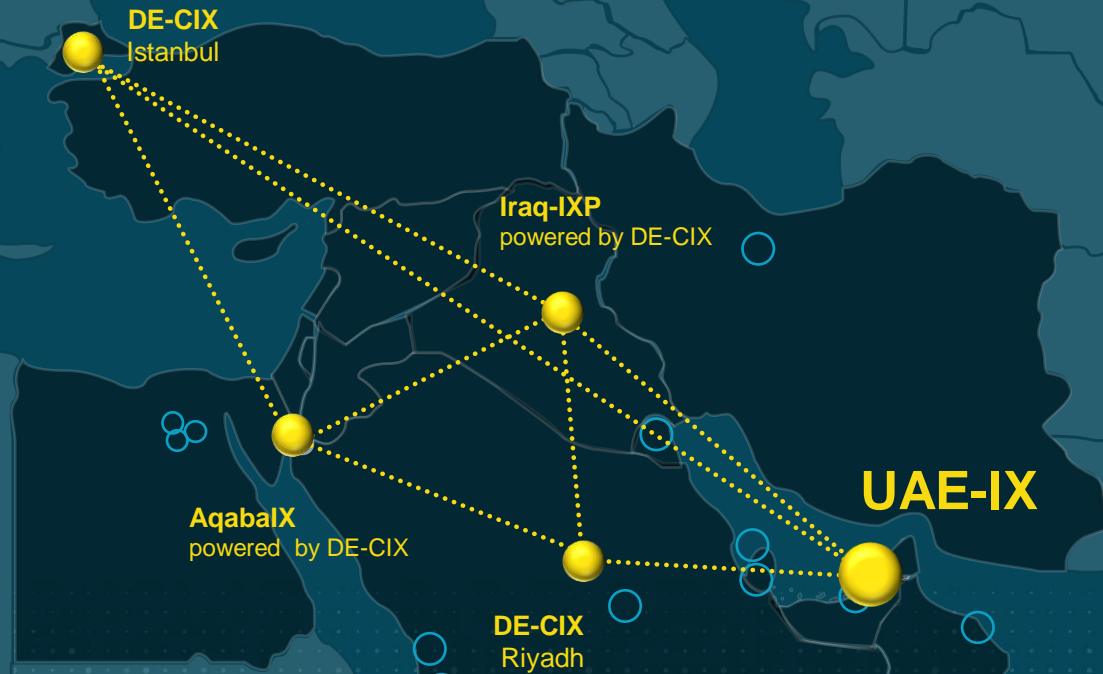 DE-CIX
Istanbul
Iraq-IXP
powered by DE-CIX
UAE-IX
AqabaIX
powered by DE-CIX
DE-CIX
Riyadh